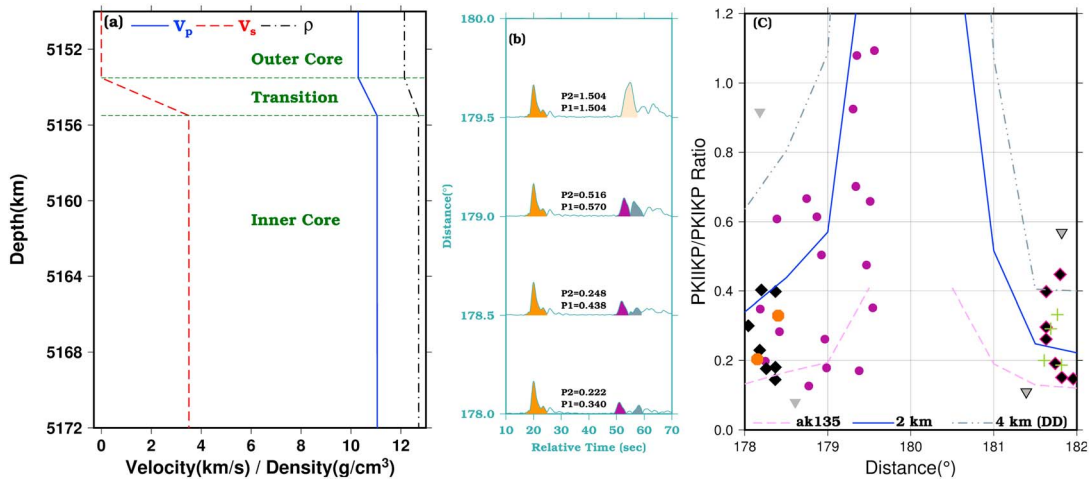 (a)
Vp
Vs
ρ
Outer Core
Transition
Inner Core
5152
5156
5160
5164
5168
5172
Depth(km)
0
2
4
6
8
10
12
Velocity(km/s) / Density(g/cm³)
(b)
180.0
179.5
179.0
178.5
178.0
Distance(°)
P2=1.504
P1=1.504
P2=0.516
P1=0.570
P2=0.248
P1=0.438
P2=0.222
P1=0.340
10
20
30
40
50
60
70
Relative Time (sec)
(C)
1.2
1.0
0.8
0.6
0.4
0.2
0.0
PKIIKP/PKIKP Ratio
ak135
2 km
4 km (DD)
178
179
180
181
182
Distance(°)